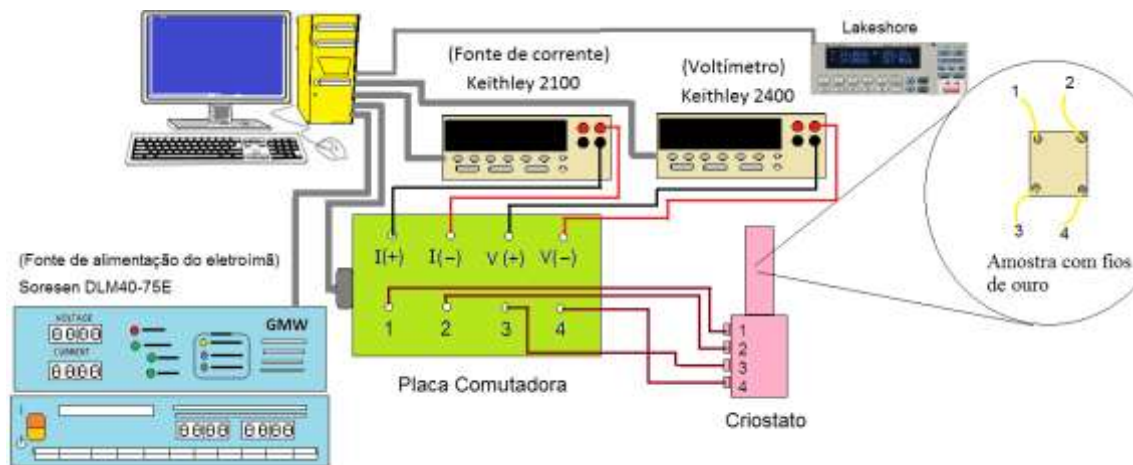 Lakeshore
(Fonte de corrente)
Keithley 2100
(Voltímetro)
Keithley 2400
1
2
3
4
Amostra com fios
de ouro
I(+)
I(−)
V(+)
V(−)
1
2
3
4
Placa Comutadora
1
2
3
4
Criostato
(Fonte de alimentação do eletroimã)
Soresen DLM40-75E
VOLTAGE
CURRENT
GMW